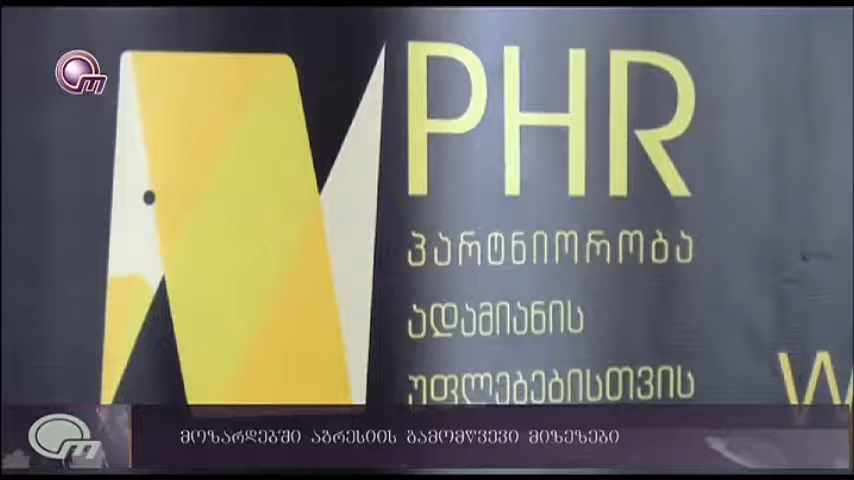 PHR
პარტნიორობა
ადამიანის
უფლებებისთვის
W
მოზარდებში აგრესიის გამომწვევი მიზეზები